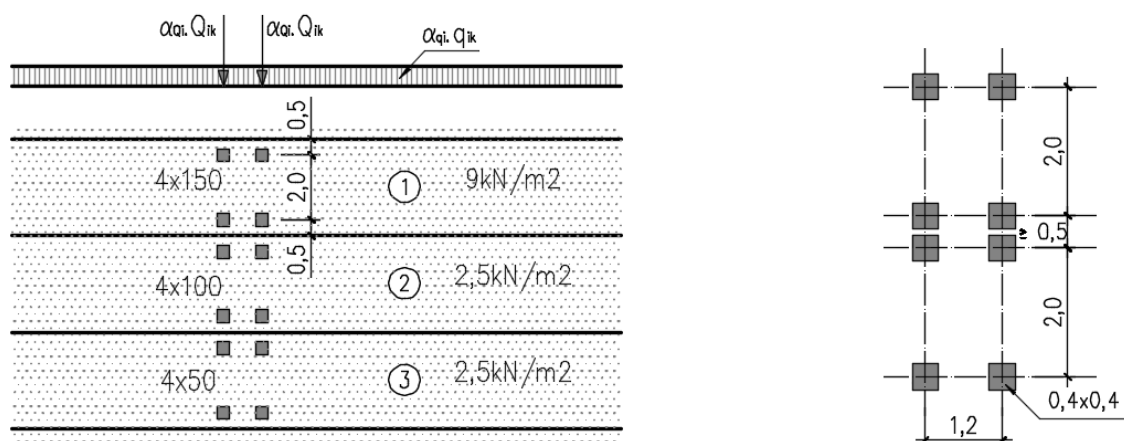 αQi. Qik
αQi. Qik
αqi. qik
0,5
4x150
2,0
1
9kN/m2
0,5
4x100
2
2,5kN/m2
4x50
3
2,5kN/m2
2,0
≥ 0,5
2,0
0,4x0,4
1,2